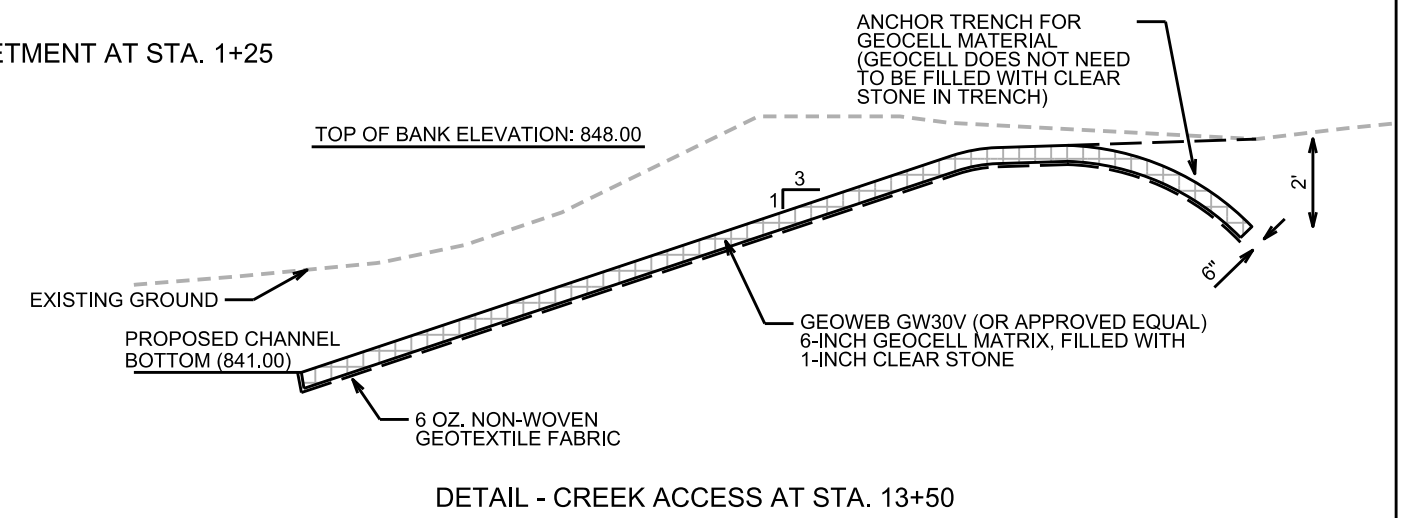 ETMENT AT STA. 1+25
ANCHOR TRENCH FOR
GEOCELL MATERIAL
(GEOCELL DOES NOT NEED
TO BE FILLED WITH CLEAR
STONE IN TRENCH)
TOP OF BANK ELEVATION: 848.00
3
1
2'
6"
EXISTING GROUND
PROPOSED CHANNEL
BOTTOM (841.00)
GEOWEB GW30V (OR APPROVED EQUAL)
6-INCH GEOCELL MATRIX, FILLED WITH
1-INCH CLEAR STONE
6 OZ. NON-WOVEN
GEOTEXTILE FABRIC
DETAIL - CREEK ACCESS AT STA. 13+50